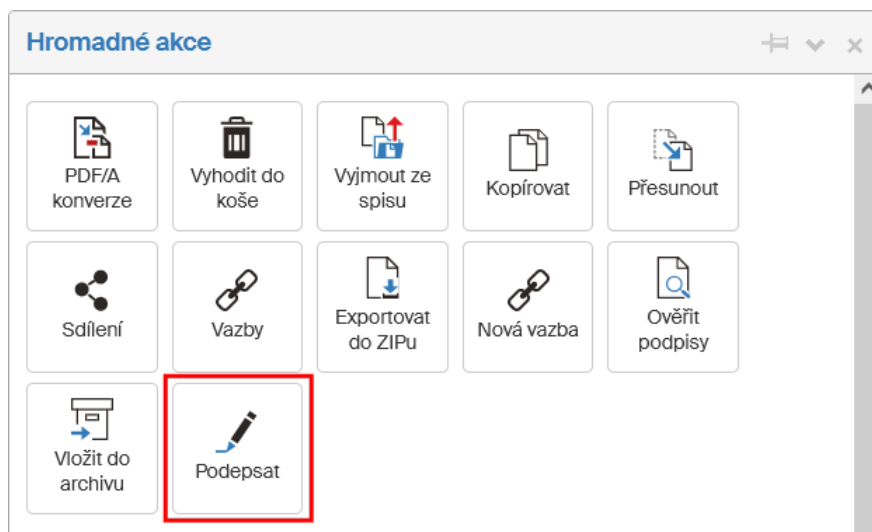 Hromadné akce
PDF/A
konverze
Vyhodit do
koše
Vyjmout ze
spisu
Kopírovat
Přesunout
Sdílení
Vazby
Exportovat
do ZIPu
Nová vazba
Ověřit
podpisy
Vložit do
archivu
Podepsat